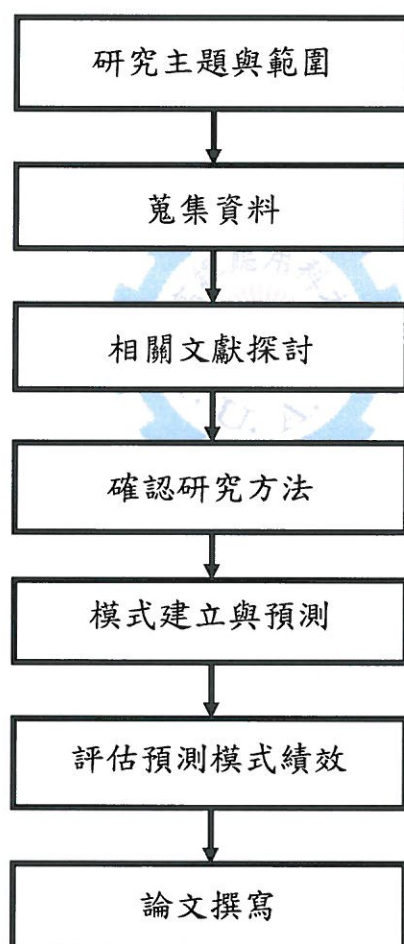 研究主題與範圍
蒐集資料
相關文獻探討
確認研究方法
模式建立與預測
評估預測模式績效
論文撰寫